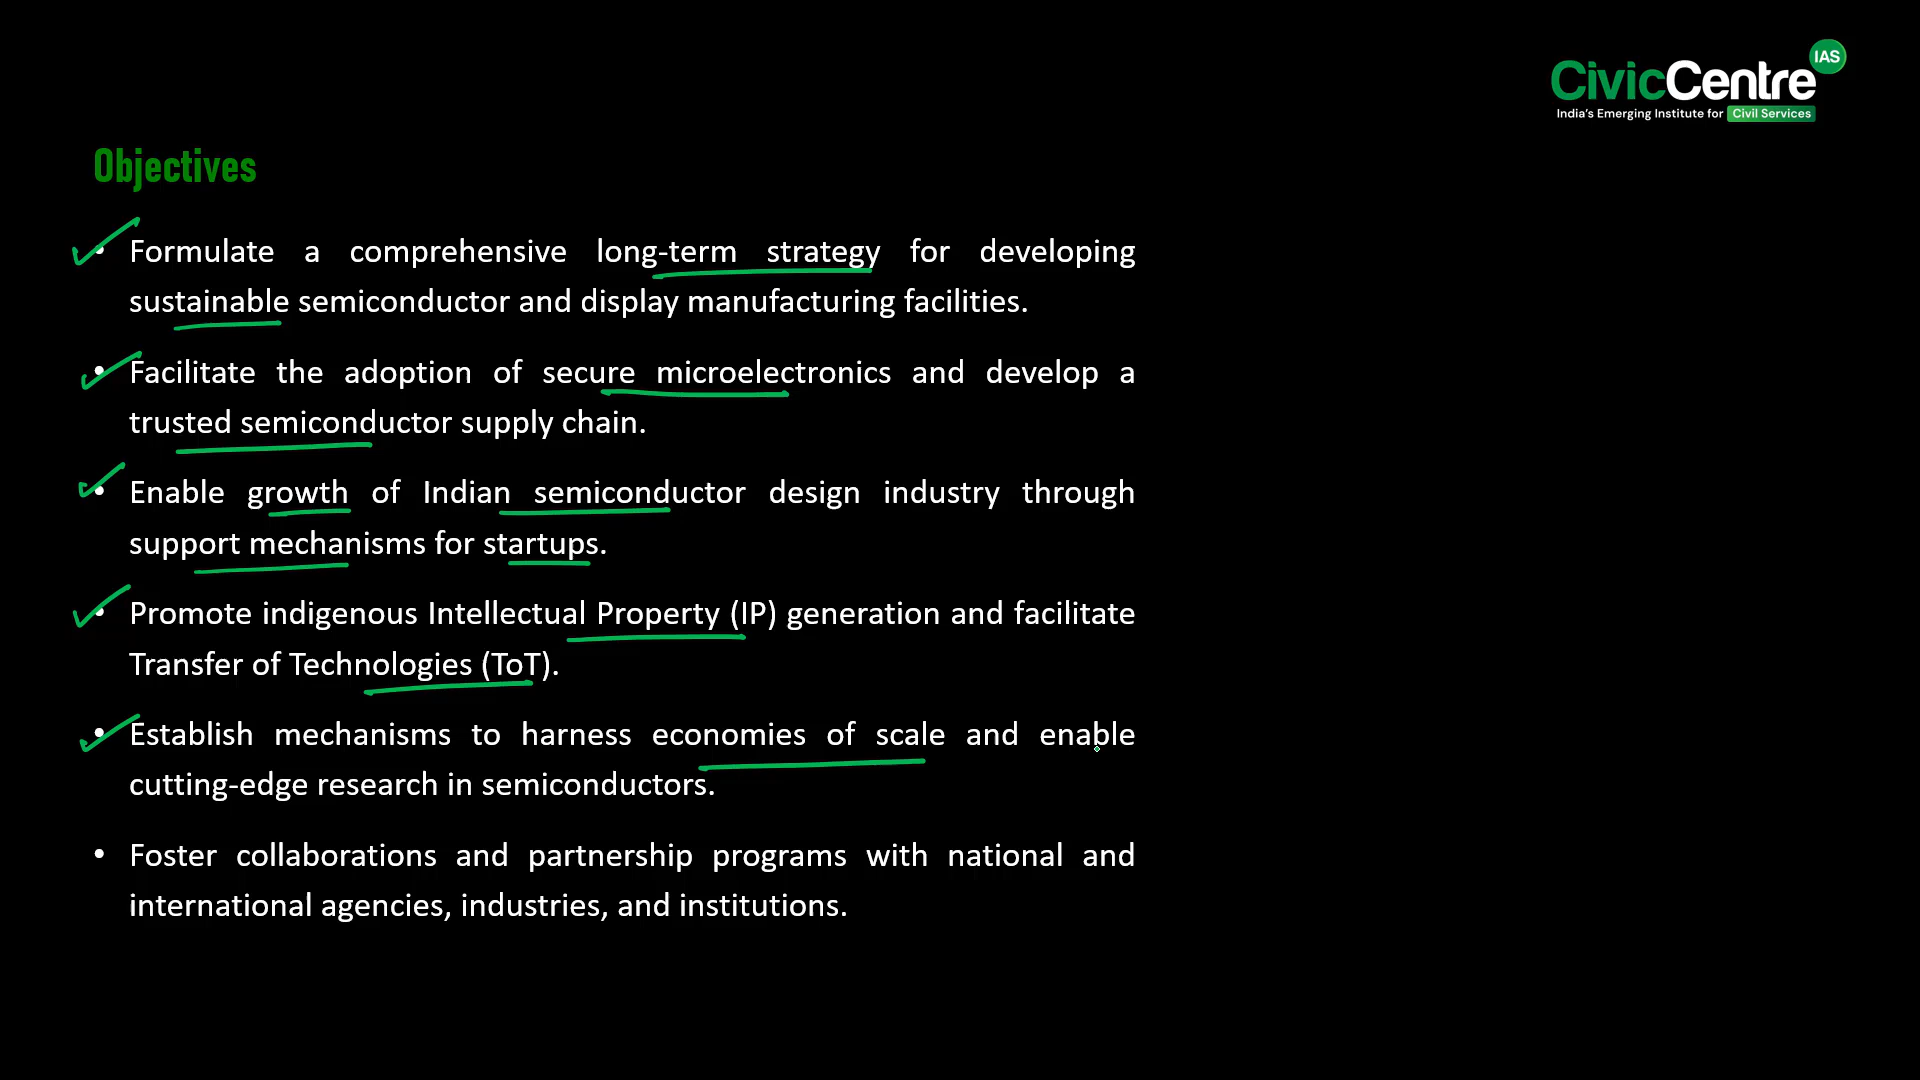 IAS
CivicCentre
India's Emerging Institute for Civil Services
Objectives
• Formulate a comprehensive long-term strategy for developing
sustainable semiconductor and display manufacturing facilities.
• Facilitate the adoption of secure microelectronics and develop a
trusted semiconductor supply chain.
• Enable growth of Indian semiconductor design industry through
support mechanisms for startups.
• Promote indigenous Intellectual Property (IP) generation and facilitate
Transfer of Technologies (ToT).
• Establish mechanisms to harness economies of scale and enable
cutting-edge research in semiconductors.
• Foster collaborations and partnership programs with national and
international agencies, industries, and institutions.